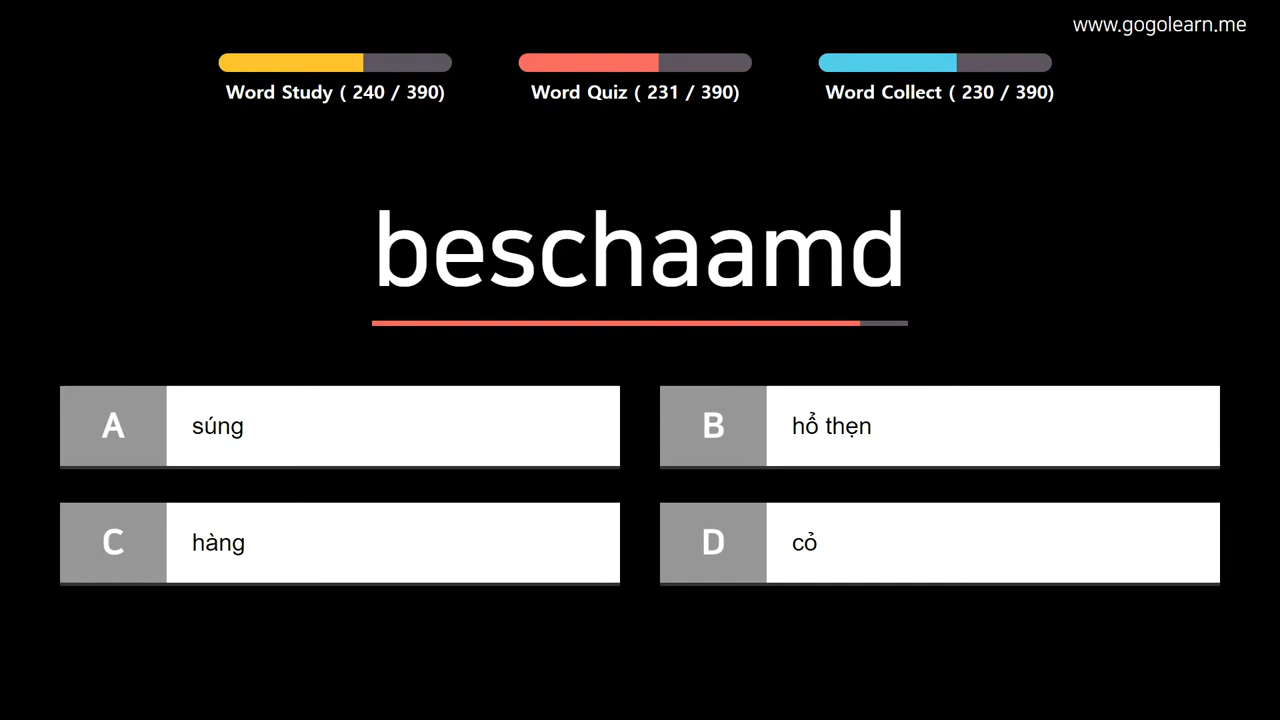 www.gogolearn.me
Word Study ( 240 / 390)
Word Quiz ( 231 / 390)
Word Collect ( 230 / 390)
beschaamd
A súng
B hổ thẹn
C hàng
D cỏ